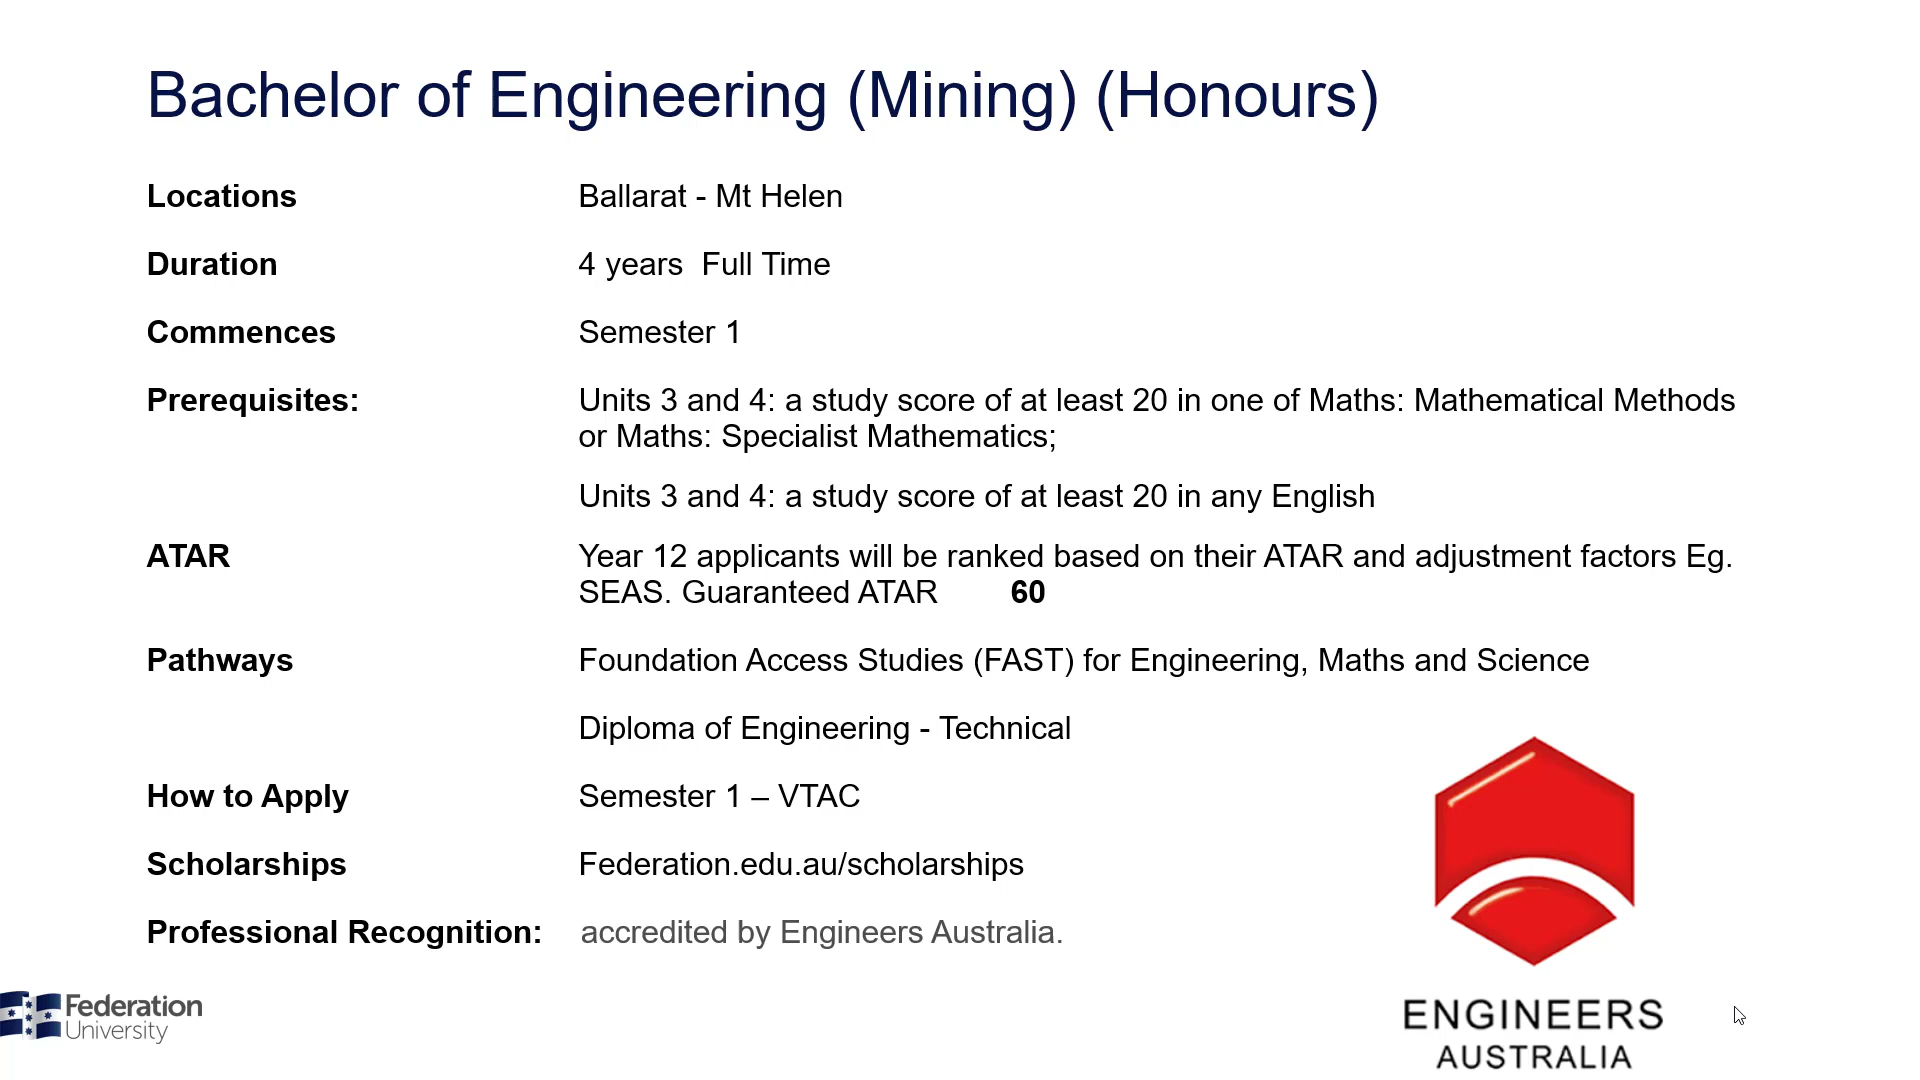 Bachelor of Engineering (Mining) (Honours)
Locations Ballarat - Mt Helen
Duration 4 years  Full Time
Commences Semester 1
Prerequisites: Units 3 and 4: a study score of at least 20 in one of Maths: Mathematical Methods
or Maths: Specialist Mathematics;
Units 3 and 4: a study score of at least 20 in any English
ATAR Year 12 applicants will be ranked based on their ATAR and adjustment factors Eg.
SEAS. Guaranteed ATAR 60
Pathways Foundation Access Studies (FAST) for Engineering, Maths and Science
Diploma of Engineering - Technical
How to Apply Semester 1 – VTAC
Scholarships Federation.edu.au/scholarships
Professional Recognition: accredited by Engineers Australia.
Federation
University
ENGINEERS
AUSTRALIA